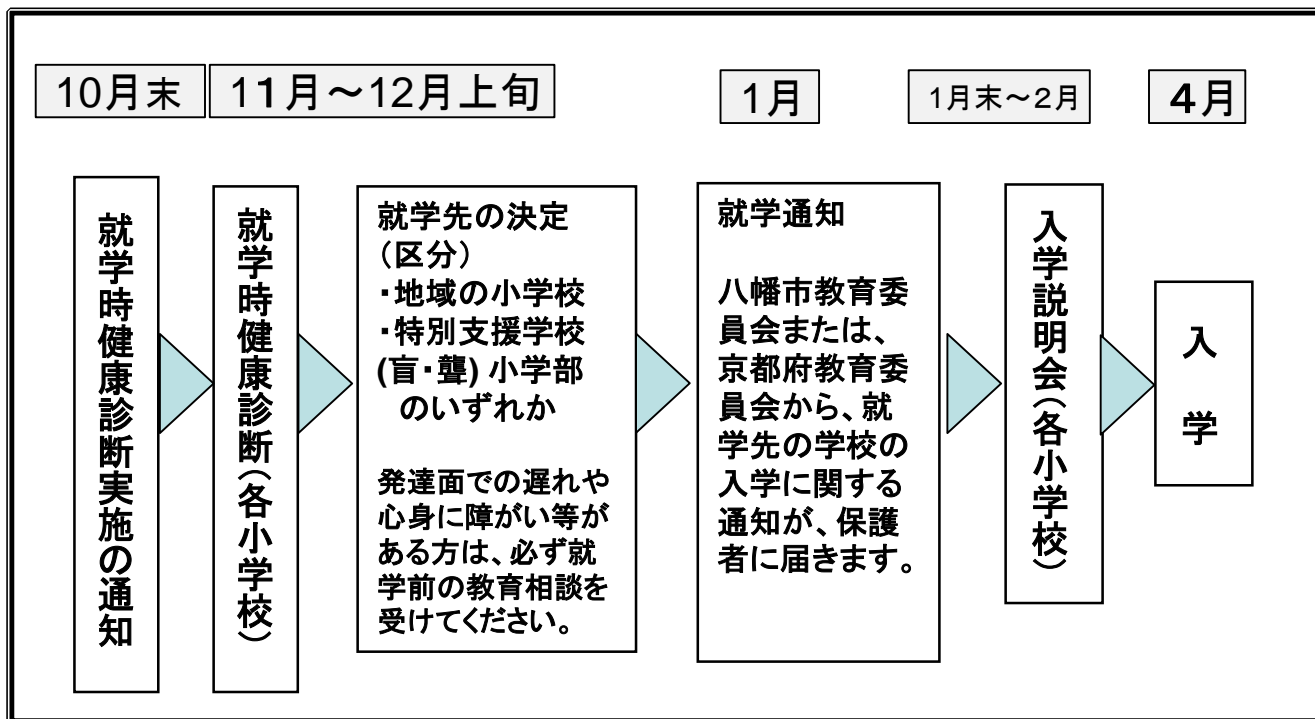 10月末
11月～12月上旬
1月
1月末～2月
４月
就学時健康診断実施の通知
就学時健康診断（各小学校）
就学先の決定
（区分）
・地域の小学校
・特別支援学校
(盲・聾) 小学部
のいずれか
発達面での遅れや
心身に障がい等が
ある方は、必ず就
学前の教育相談を
受けてください。
就学通知
八幡市教育委
員会または、
京都府教育委
員会から、就
学先の学校の
入学に関する
通知が、保護
者に届きます。
入学説明会（各小学校）
入学